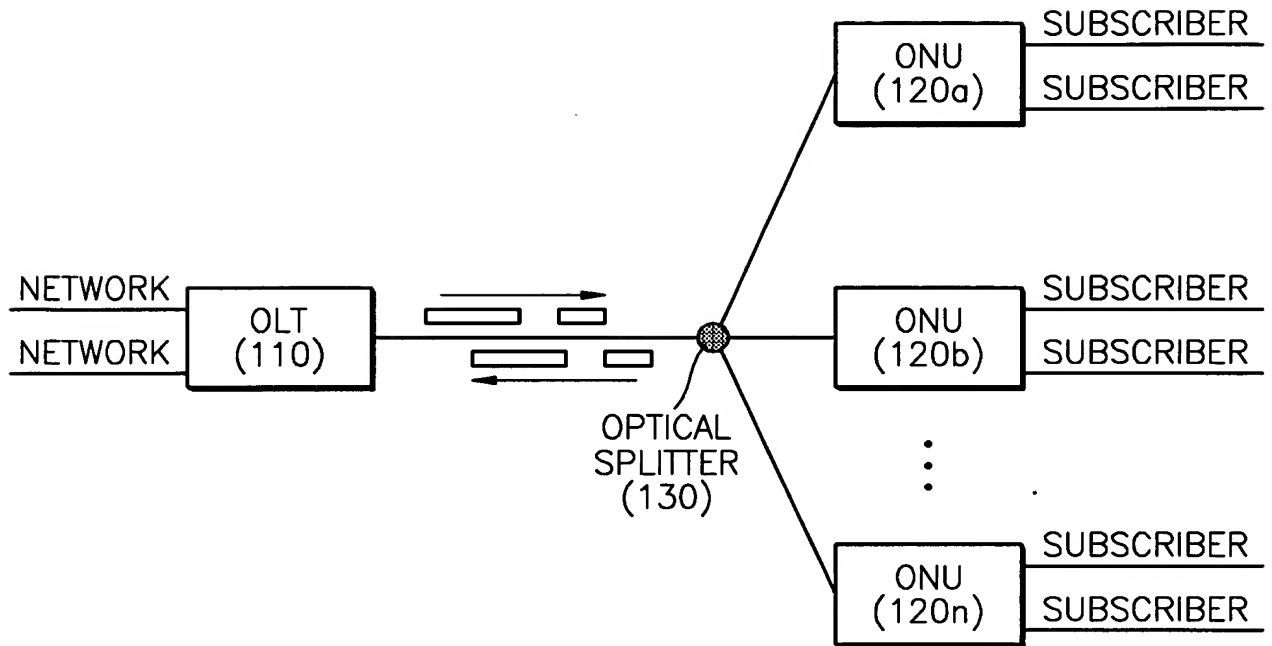 SUBSCRIBER
ONU
(120a)
SUBSCRIBER
NETWORK
OLT
(110)
NETWORK
SUBSCRIBER
ONU
(120b)
SUBSCRIBER
OPTICAL
SPLITTER
(130)
SUBSCRIBER
ONU
(120n)
SUBSCRIBER